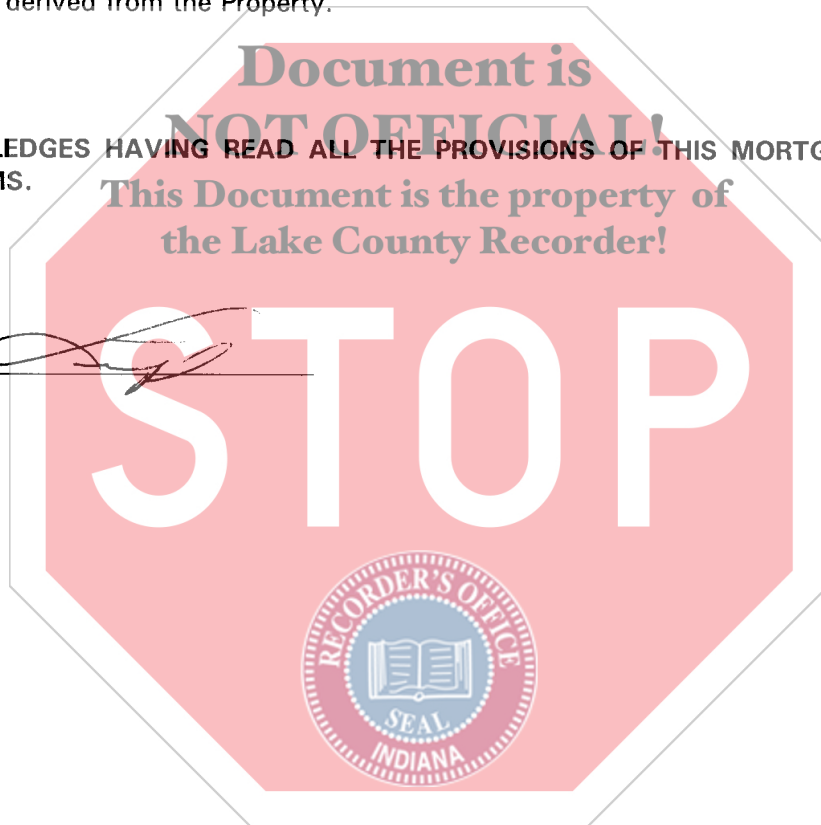 derived from the Property.
Document is
NOT OFFICIAL!
LEDGES HAVING READ ALL THE PROVISIONS OF THIS MORTG
MS.
This Document is the property of
the Lake County Recorder!
STOP
RECORDER'S OFFICE
SEAL
INDIANA